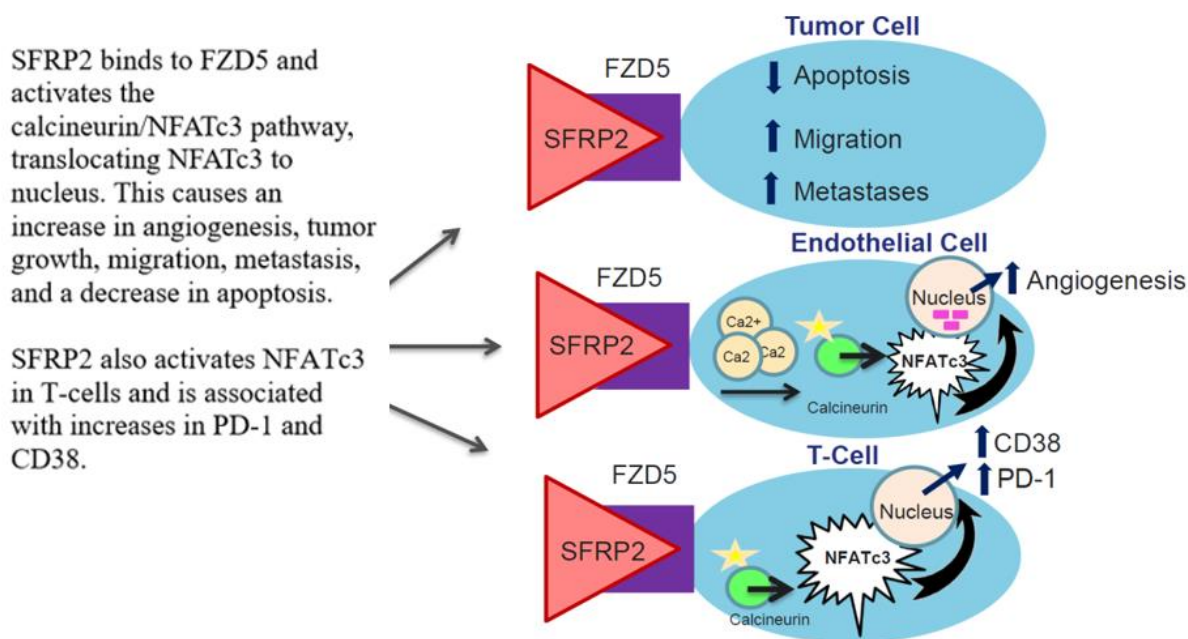 SFRP2 binds to FZD5 and
activates the
calcineurin/NFATc3 pathway,
translocating NFATc3 to
nucleus. This causes an
increase in angiogenesis, tumor
growth, migration, metastasis,
and a decrease in apoptosis.
SFRP2 also activates NFATc3
in T-cells and is associated
with increases in PD-1 and
CD38.
Tumor Cell
FZD5
SFRP2
Apoptosis
Migration
Metastases
Endothelial Cell
FZD5
SFRP2
Ca2+
Ca2
Ca2
Calcineurin
NFATc3
Nucleus
Angiogenesis
T-Cell
FZD5
SFRP2
Calcineurin
NFATc3
Nucleus
CD38
PD-1